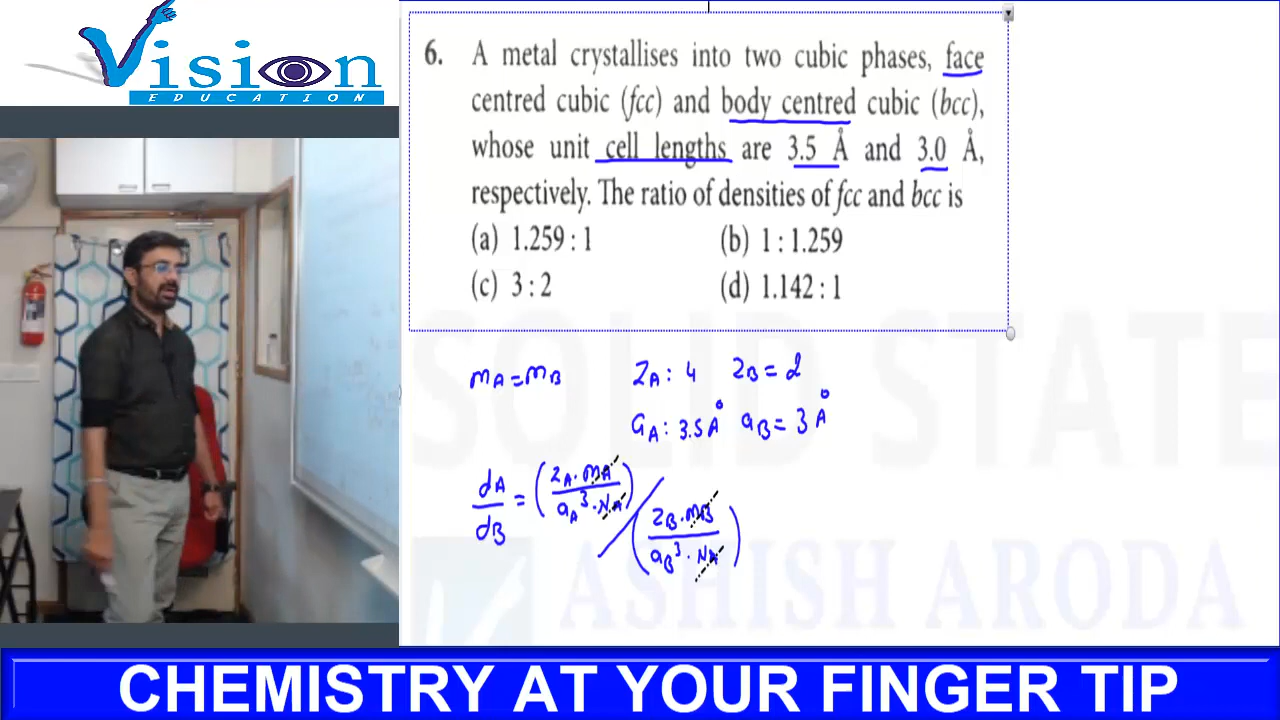 Vision
EDUCATION
6. A metal crystallises into two cubic phases, face
centred cubic (fcc) and body centred cubic (bcc),
whose unit cell lengths are 3.5 Å and 3.0 Å,
respectively. The ratio of densities of fcc and bcc is
(a) 1.259 : 1 (b) 1 : 1.259
(c) 3 : 2 (d) 1.142 : 1
SOLID STATE
mA = mB ZA : 4 ZB = 2
aA : 3.5 A° aB = 3 A°
dA/dB = (ZA · mA / aA³ · NA) / (ZB · mB / aB³ · NA)
ASHISH ARODA
CHEMISTRY AT YOUR FINGER TIP